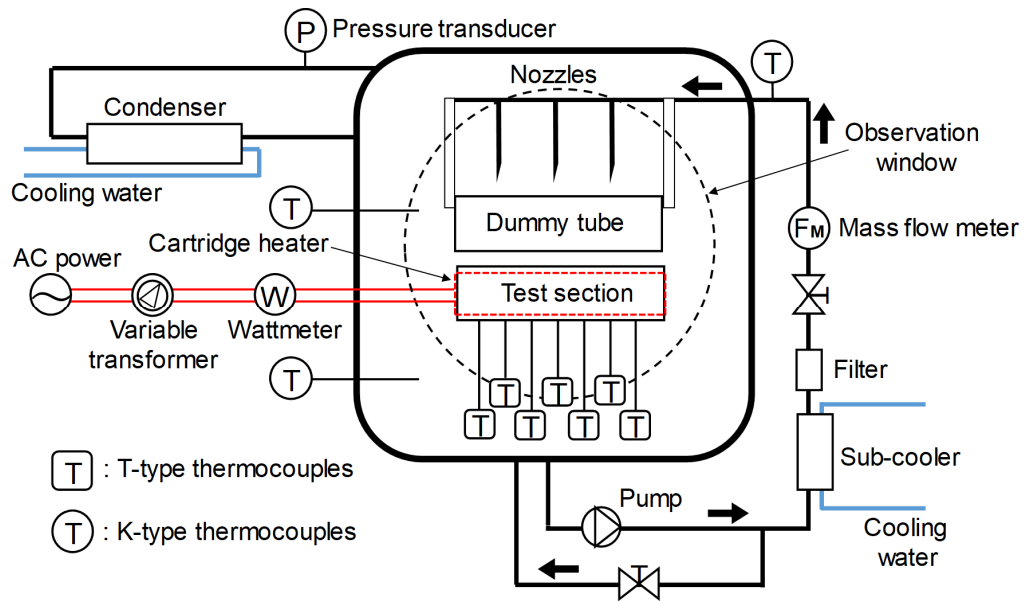 P
Pressure transducer
T
Nozzles
Condenser
Observation
window
Cooling water
T
Dummy tube
FM
Mass flow meter
Cartridge heater
AC power
W
Test section
Variable
transformer
Wattmeter
T
Filter
T
T
T
T
T
T
T
Sub-cooler
T
: T-type thermocouples
Pump
T
: K-type thermocouples
Cooling
water